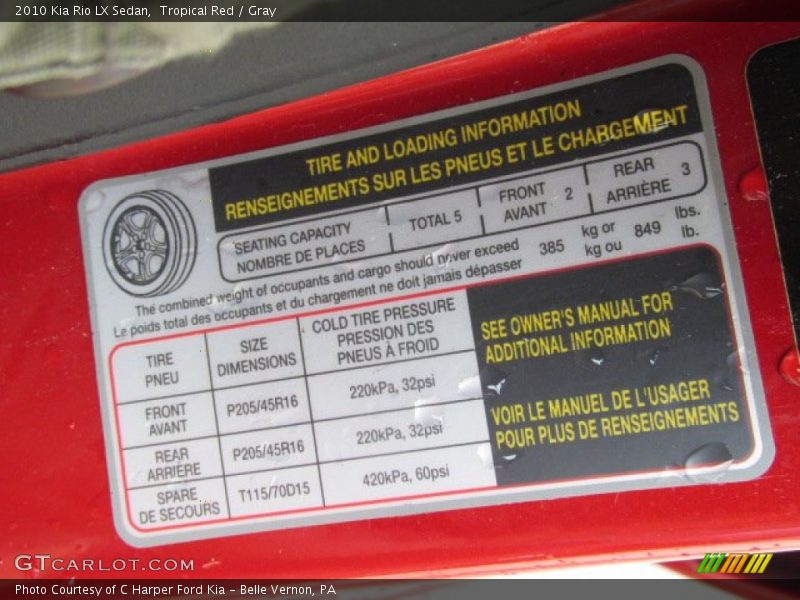 2010 Kia Rio LX Sedan,  Tropical Red / Gray
TIRE AND LOADING INFORMATION
RENSEIGNEMENTS SUR LES PNEUS ET LE CHARGEMENT
SEATING CAPACITY
NOMBRE DE PLACES
TOTAL 5
FRONT
AVANT
2
REAR
ARRIÈRE
3
The combined weight of occupants and cargo should never exceed 385 kg or 849 lbs.
Le poids total des occupants et du chargement ne doit jamais dépasser kg ou lb.
TIRE
PNEU
SIZE
DIMENSIONS
COLD TIRE PRESSURE
PRESSION DES
PNEUS À FROID
FRONT
AVANT
P205/45R16
220kPa, 32psi
REAR
ARRIERE
P205/45R16
220kPa, 32psi
SPARE
DE SECOURS
T115/70D15
420kPa, 60psi
SEE OWNER'S MANUAL FOR
ADDITIONAL INFORMATION
VOIR LE MANUEL DE L'USAGER
POUR PLUS DE RENSEIGNEMENTS
GTCARLOT.COM
Photo Courtesy of C Harper Ford Kia - Belle Vernon, PA